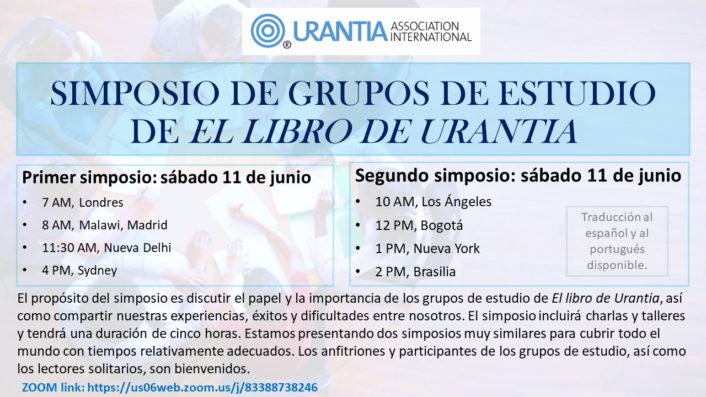 ® URANTIA ASSOCIATION INTERNATIONAL
SIMPOSIO DE GRUPOS DE ESTUDIO
DE EL LIBRO DE URANTIA
Primer simposio: sábado 11 de junio
• 7 AM, Londres
• 8 AM, Malawi, Madrid
• 11:30 AM, Nueva Delhi
• 4 PM, Sydney
Segundo simposio: sábado 11 de junio
• 10 AM, Los Ángeles
• 12 PM, Bogotá
• 1 PM, Nueva York
• 2 PM, Brasilia
Traducción al
español y al
portugués
disponible.
El propósito del simposio es discutir el papel y la importancia de los grupos de estudio de El libro de Urantia, así
como compartir nuestras experiencias, éxitos y dificultades entre nosotros. El simposio incluirá charlas y talleres
y tendrá una duración de cinco horas. Estamos presentando dos simposios muy similares para cubrir todo el
mundo con tiempos relativamente adecuados. Los anfitriones y participantes de los grupos de estudio, así como
los lectores solitarios, son bienvenidos.
ZOOM link: https://us06web.zoom.us/j/83388738246